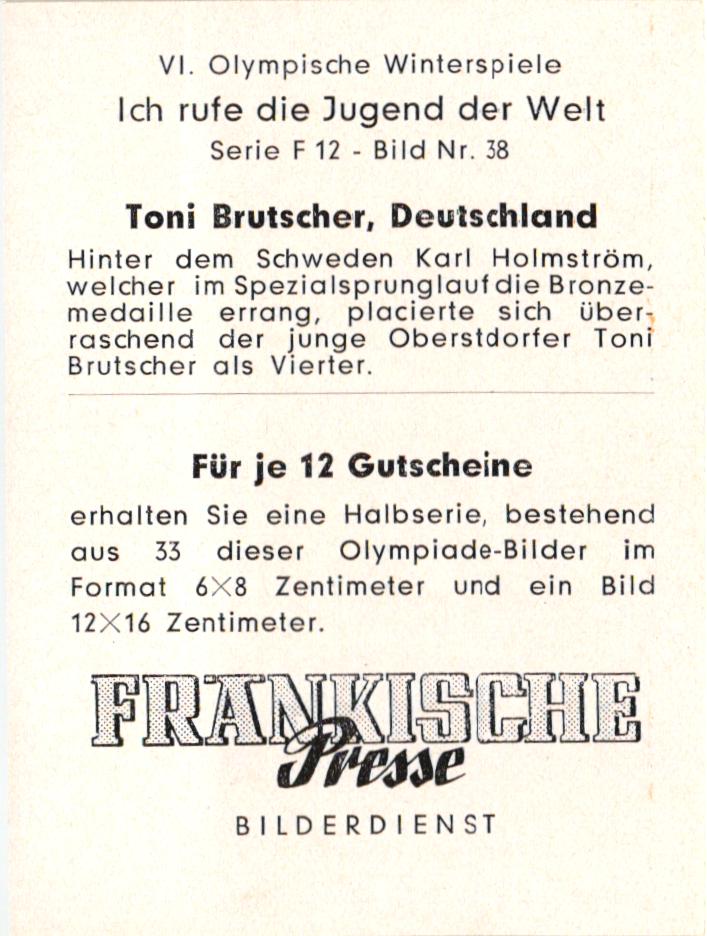 VI. Olympische Winterspiele
Ich rufe die Jugend der Welt
Serie F 12 - Bild Nr. 38
Toni Brutscher, Deutschland
Hinter dem Schweden Karl Holmström,
welcher im Spezialsprunglauf die Bronze-
medaille errang, placierte sich über-
raschend der junge Oberstdorfer Toni
Brutscher als Vierter.
Für je 12 Gutscheine
erhalten Sie eine Halbserie, bestehend
aus 33 dieser Olympiade-Bilder im
Format 6×8 Zentimeter und ein Bild
12×16 Zentimeter.
FRÄNKISCHE
Presse
BILDERDIENST